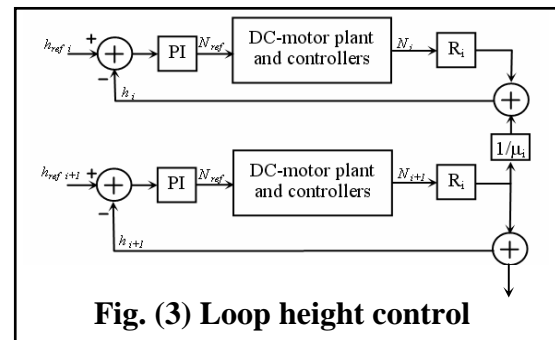 h_ref i
+
−
PI
N_ref
DC-motor plant
and controllers
N_i
R_i
h_i
+
1/μ_i
h_ref i+1
+
−
PI
N_ref
DC-motor plant
and controllers
N_i+1
R_i
h_i+1
+
Fig. (3) Loop height control